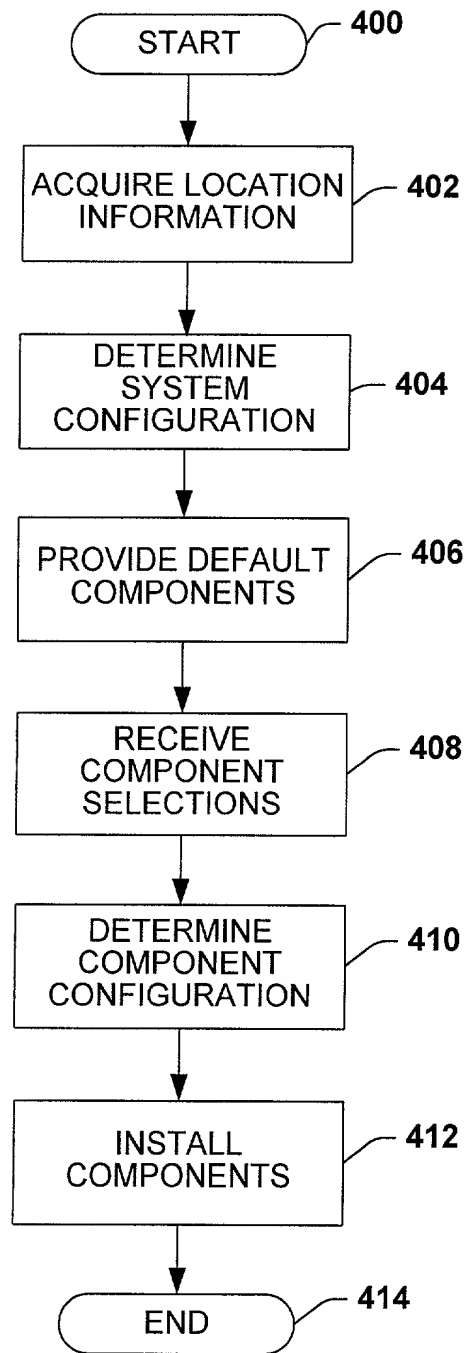 START
400
ACQUIRE LOCATION
INFORMATION
402
DETERMINE
SYSTEM
CONFIGURATION
404
PROVIDE DEFAULT
COMPONENTS
406
RECEIVE
COMPONENT
SELECTIONS
408
DETERMINE
COMPONENT
CONFIGURATION
410
INSTALL
COMPONENTS
412
END
414